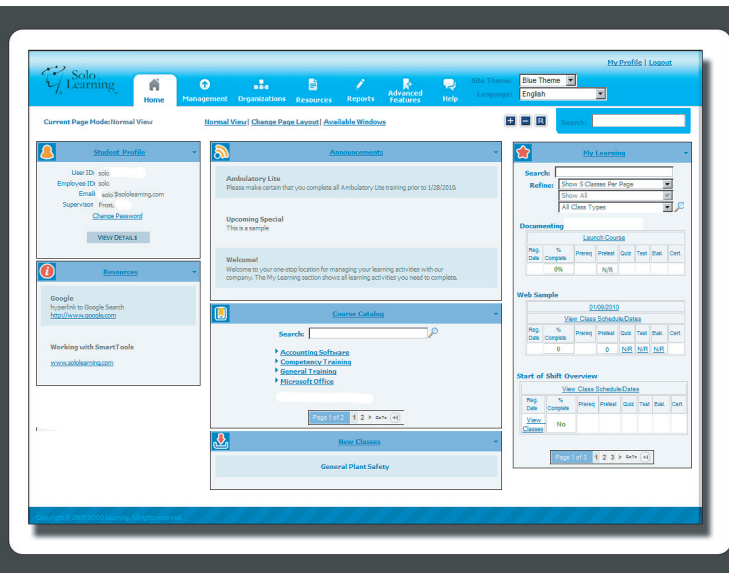 My Profile | Logout
Solo
Learning
Home
Management
Organizations
Resources
Reports
Advanced
Features
Help
Site Theme: Blue Theme
Language: English
Current Page Mode:Normal View
Normal View| Change Page Layout| Available Windows
R
Search:
Student Profile
User ID: solo
Employee ID: solo
Email: solo @sololearning.com
Supervisor: Frost,
Change Password
VIEW DETAILS
Resources
Google
hyperlink to Google Search
http://www.google.com
Working with SmartTools
www.sololearning.com
Announcements
Ambulatory Lite
Please make certain that you complete all Ambulatory Lite training prior to 1/28/2010.
Upcoming Special
This is a sample
Welcome!
Welcome to your one-stop location for managing your learning activities with our
company. The My Learning section shows all learning activities you need to complete.
Course Catalog
Search:
Accounting Software
Competency Training
General Training
Microsoft Office
Page 1 of 2 1 2 > GoTo
New Classes
General Plant Safety
My Learning
Search:
Refine: Show 5 Classes Per Page
Show All
All Class Types
Documenting
Launch Course
Reg. Date % Complete Prereq Pretest Quiz Test Eval. Cert.
0% N/R
Web Sample
01/08/2010
View Class Schedule/Dates
Reg. Date % Complete Prereq Pretest Quiz Test Eval. Cert.
0 0 N/R N/R N/R
Start of Shift Overview
View Class Schedule/Dates
Reg. Date % Complete Prereq Pretest Quiz Test Eval. Cert.
View Classes No
Page 1 of 3 1 2 3 > GoTo
Copyright © 2009 SOLO Learning. All rights reserved.